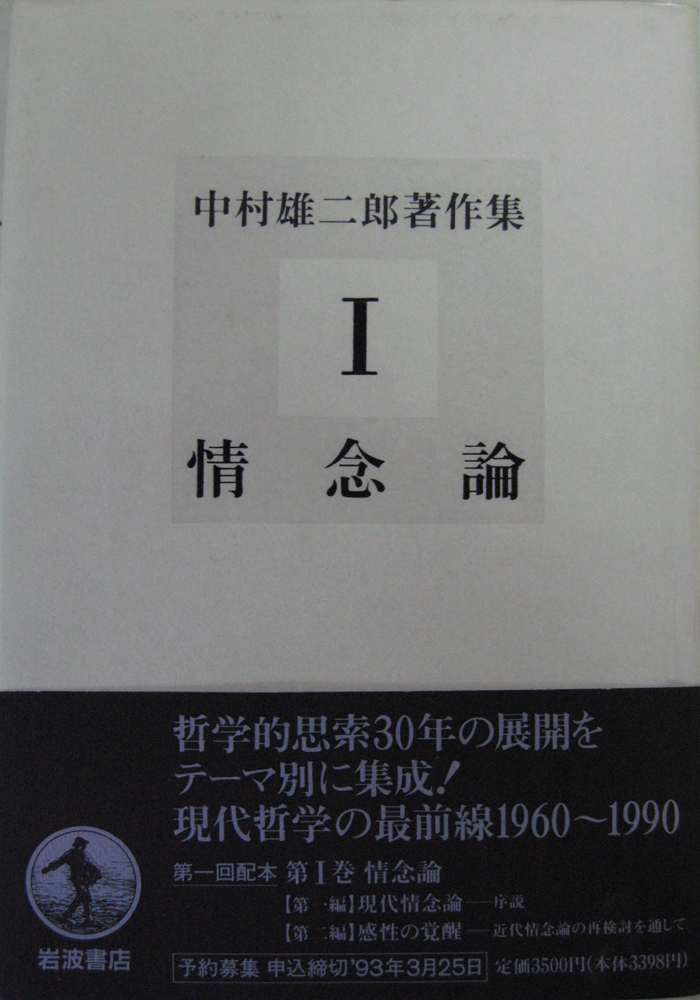 中村雄二郎著作集
I
情念論
哲学的思索30年の展開を
テーマ別に集成!
現代哲学の最前線1960〜1990
第一回配本 第I巻 情念論
【第一編】現代情念論──序説
【第二編】感性の覚醒──近代情念論の再検討を通して
岩波書店
予約募集 申込締切'93年3月25日 定価3500円(本体3398円)